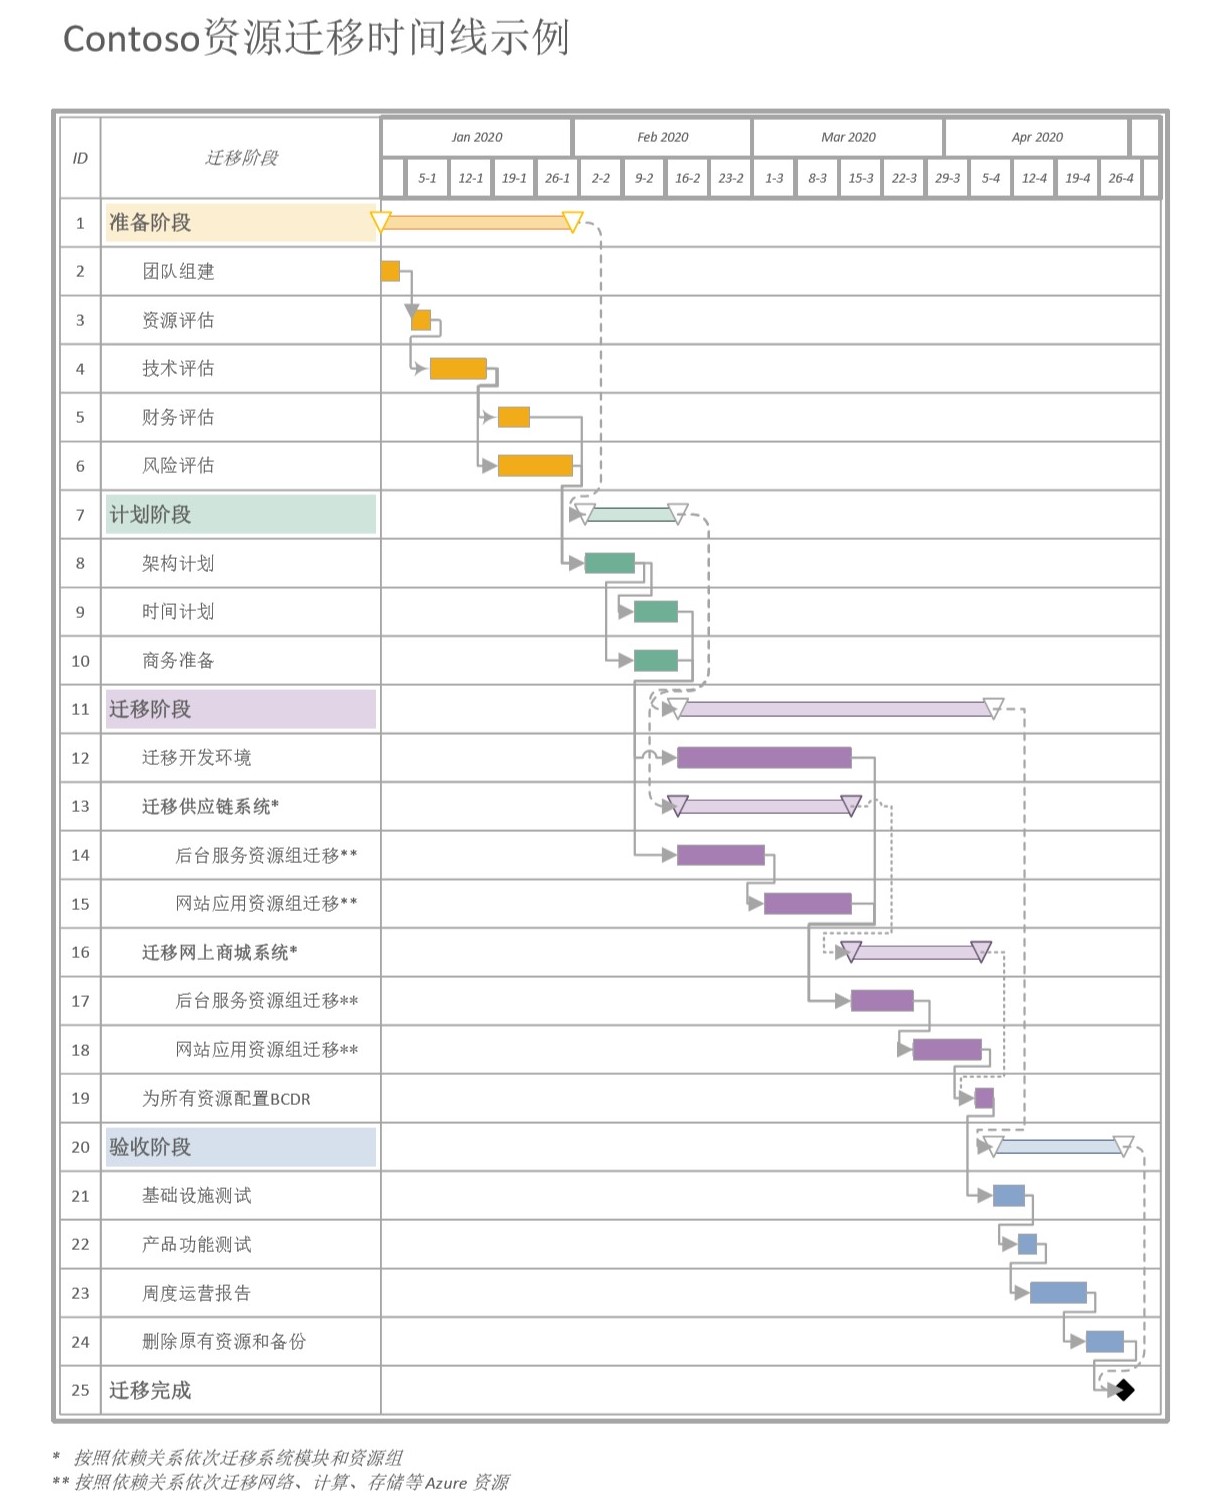 Contoso资源迁移时间线示例
ID 迁移阶段 Jan 2020 Feb 2020 Mar 2020 Apr 2020
5-1 12-1 19-1 26-1 2-2 9-2 16-2 23-2 1-3 8-3 15-3 22-3 29-3 5-4 12-4 19-4 26-4
1 准备阶段
2 团队组建
3 资源评估
4 技术评估
5 财务评估
6 风险评估
7 计划阶段
8 架构计划
9 时间计划
10 商务准备
11 迁移阶段
12 迁移开发环境
13 迁移供应链系统*
14 后台服务资源组迁移**
15 网站应用资源组迁移**
16 迁移网上商城系统*
17 后台服务资源组迁移**
18 网站应用资源组迁移**
19 为所有资源配置BCDR
20 验收阶段
21 基础设施测试
22 产品功能测试
23 周度运营报告
24 删除原有资源和备份
25 迁移完成
* 按照依赖关系依次迁移系统模块和资源组
** 按照依赖关系依次迁移网络、计算、存储等Azure 资源